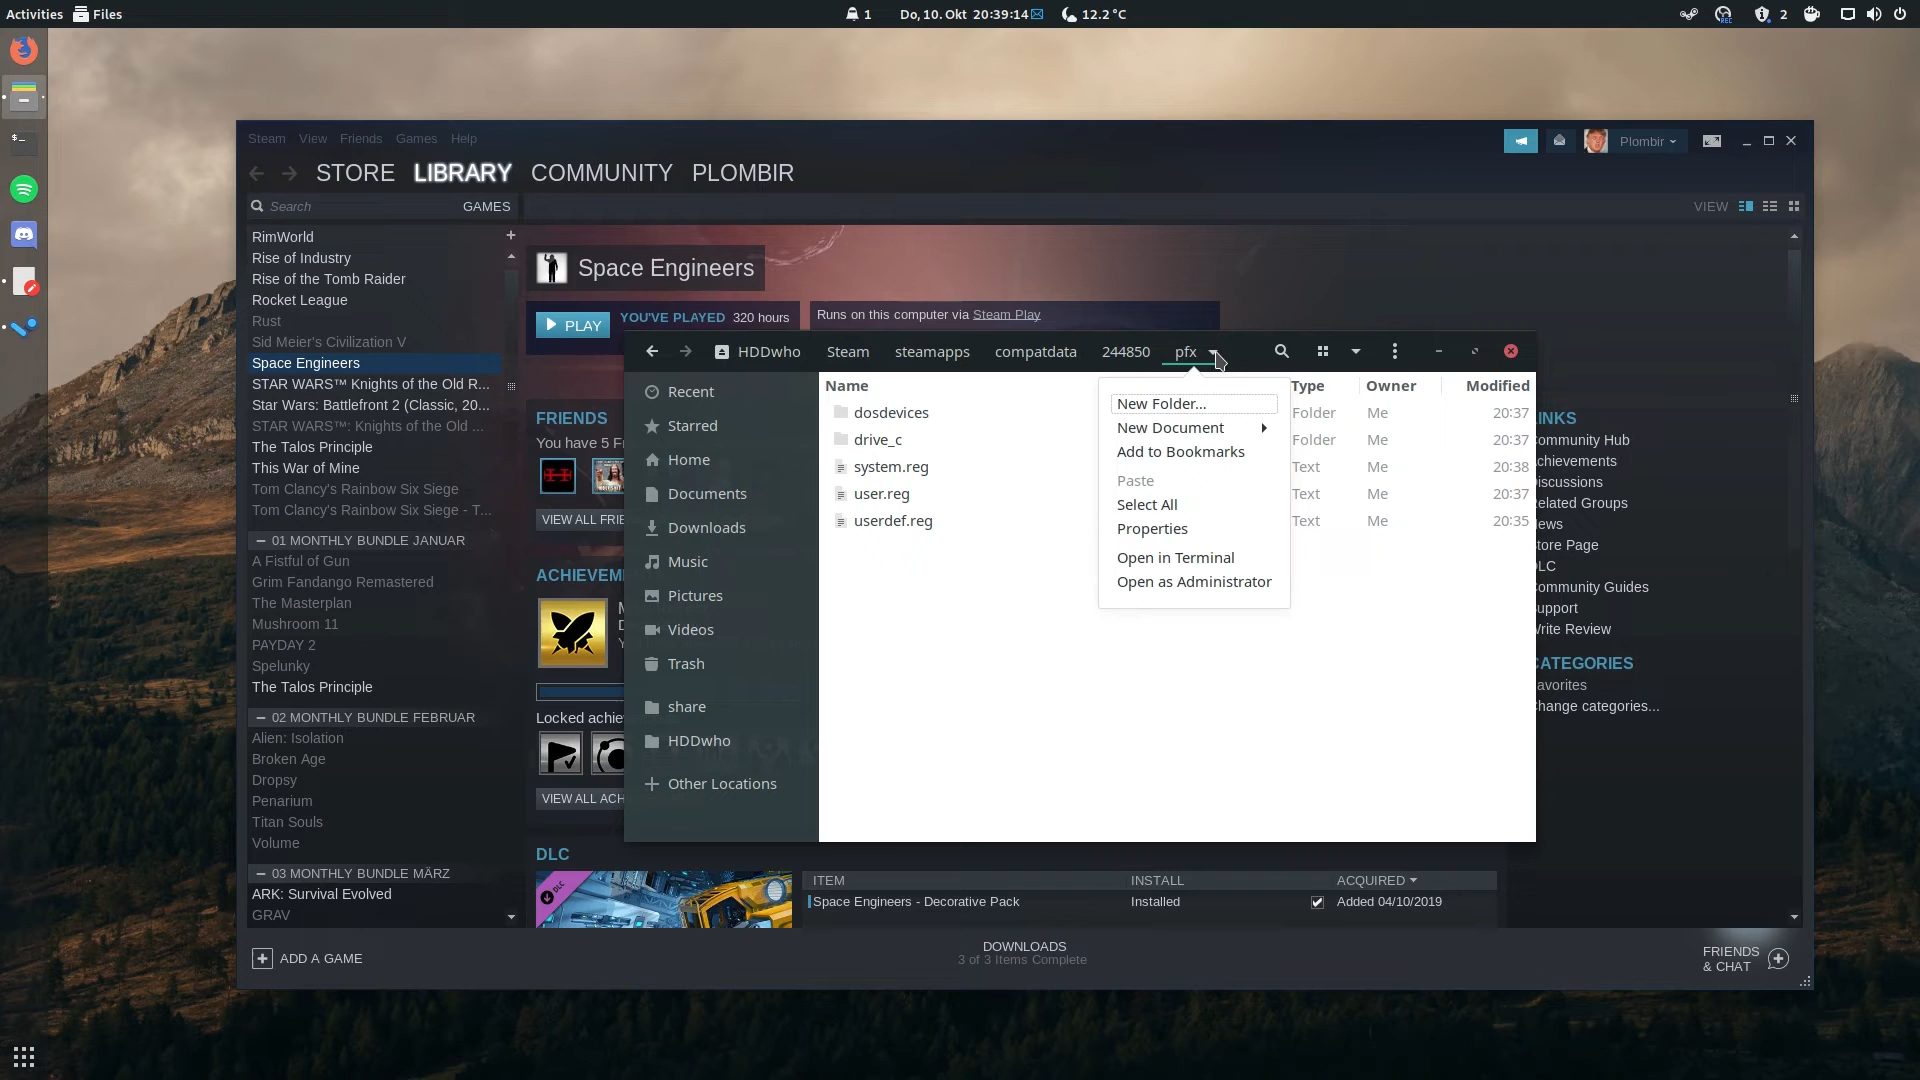 Activities Files
1 Do, 10. Okt 20:39:14 12.2 °C
2
Steam View Friends Games Help
Plombir
STORE LIBRARY COMMUNITY PLOMBIR
Search GAMES
VIEW
RimWorld
Rise of Industry
Rise of the Tomb Raider
Rocket League
Rust
Sid Meier's Civilization V
Space Engineers
STAR WARS™ Knights of the Old R...
Star Wars: Battlefront 2 (Classic, 20...
STAR WARS™: Knights of the Old ...
The Talos Principle
This War of Mine
Tom Clancy's Rainbow Six Siege
Tom Clancy's Rainbow Six Siege - T...
01 MONTHLY BUNDLE JANUAR
A Fistful of Gun
Grim Fandango Remastered
The Masterplan
Mushroom 11
PAYDAY 2
Spelunky
The Talos Principle
02 MONTHLY BUNDLE FEBRUAR
Alien: Isolation
Broken Age
Dropsy
Penarium
Titan Souls
Volume
03 MONTHLY BUNDLE MÄRZ
ARK: Survival Evolved
GRAV
ADD A GAME
Space Engineers
PLAY
YOU'VE PLAYED 320 hours
Runs on this computer via Steam Play
FRIENDS
You have 5 F
VIEW ALL FRIE
ACHIEVEM
Locked achie
VIEW ALL ACH
DLC
HDDwho Steam steamapps compatdata 244850 pfx
Recent
Starred
Home
Documents
Downloads
Music
Pictures
Videos
Trash
share
HDDwho
Other Locations
Name Type Owner Modified
dosdevices Folder Me 20:37
drive_c Folder Me 20:37
system.reg Text Me 20:38
user.reg Text Me 20:37
userdef.reg Text Me 20:35
New Folder...
New Document
Add to Bookmarks
Paste
Select All
Properties
Open in Terminal
Open as Administrator
INKS
ommunity Hub
chievements
iscussions
elated Groups
ews
tore Page
LC
ommunity Guides
upport
rite Review
ATEGORIES
avorites
hange categories...
DLC
ITEM INSTALL ACQUIRED
Space Engineers - Decorative Pack Installed Added 04/10/2019
DOWNLOADS
3 of 3 Items Complete
FRIENDS
& CHAT